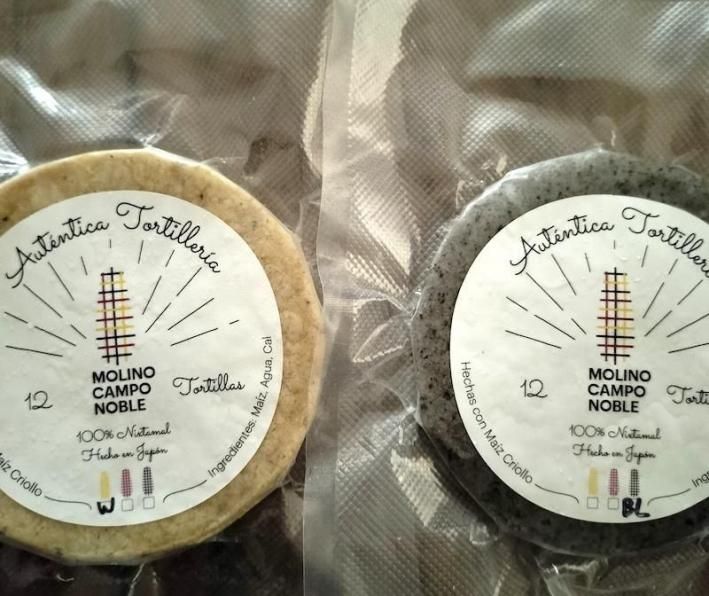 Auténtica Tortillería
MOLINO
CAMPO
NOBLE
12
Tortillas
100% Nixtamal
Hecho en Japón
Maíz Criollo
Ingredientes: Maíz, Agua, Cal
W
Auténtica
MOLINO
CAMPO
NOBLE
12
100% Nixtamal
Hecho en Japón
Hechas con Maíz Criollo
BL